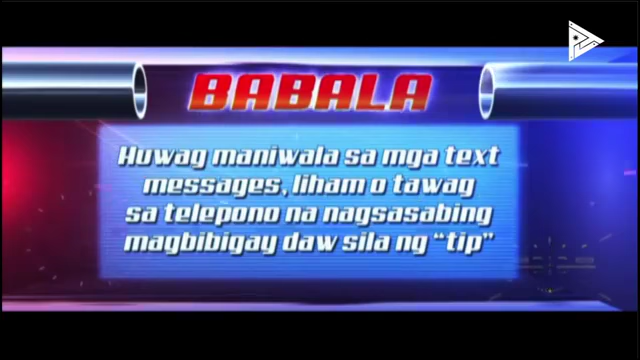 BABALA
Huwag maniwala sa mga text
messages, liham o tawag
sa telepono na nagsasabing
magbibigay daw sila ng “tip”